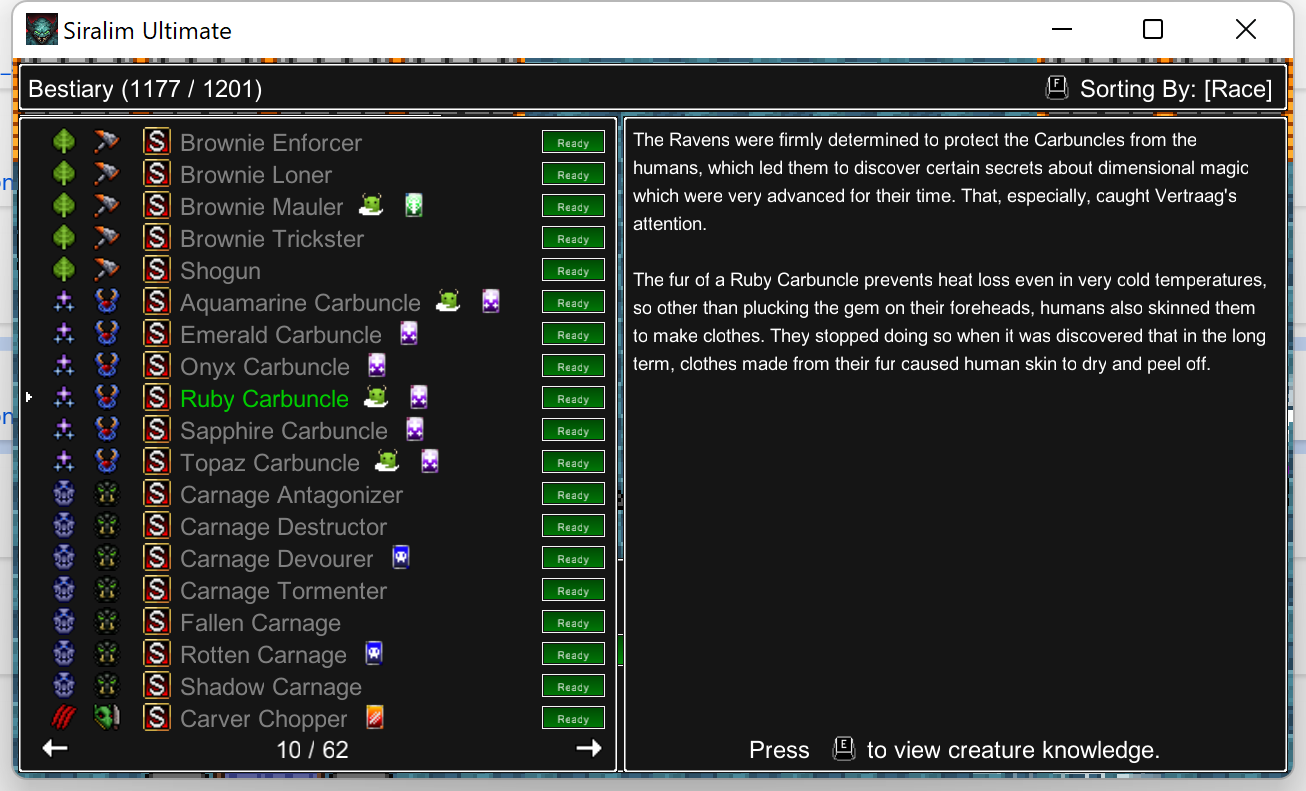 Siralim Ultimate
Bestiary (1177 / 1201)
F Sorting By: [Race]
S Brownie Enforcer Ready
S Brownie Loner Ready
S Brownie Mauler Ready
S Brownie Trickster Ready
S Shogun Ready
S Aquamarine Carbuncle Ready
S Emerald Carbuncle Ready
S Onyx Carbuncle Ready
S Ruby Carbuncle Ready
S Sapphire Carbuncle Ready
S Topaz Carbuncle Ready
S Carnage Antagonizer Ready
S Carnage Destructor Ready
S Carnage Devourer Ready
S Carnage Tormenter Ready
S Fallen Carnage Ready
S Rotten Carnage Ready
S Shadow Carnage Ready
S Carver Chopper Ready
10 / 62
The Ravens were firmly determined to protect the Carbuncles from the
humans, which led them to discover certain secrets about dimensional magic
which were very advanced for their time. That, especially, caught Vertraag's
attention.
The fur of a Ruby Carbuncle prevents heat loss even in very cold temperatures,
so other than plucking the gem on their foreheads, humans also skinned them
to make clothes. They stopped doing so when it was discovered that in the long
term, clothes made from their fur caused human skin to dry and peel off.
Press E to view creature knowledge.